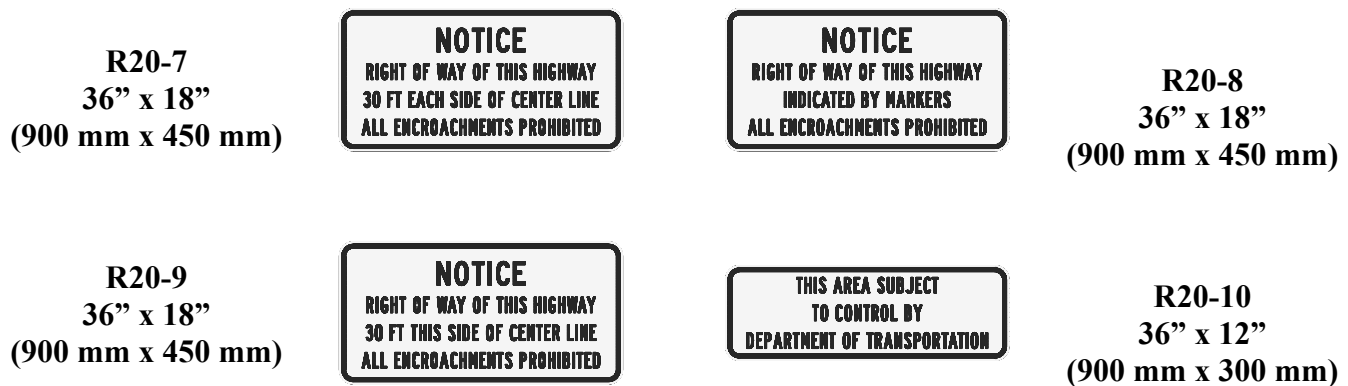 R20-7
36” x 18”
(900 mm x 450 mm)
NOTICE
RIGHT OF WAY OF THIS HIGHWAY
30 FT EACH SIDE OF CENTER LINE
ALL ENCROACHMENTS PROHIBITED
NOTICE
RIGHT OF WAY OF THIS HIGHWAY
INDICATED BY MARKERS
ALL ENCROACHMENTS PROHIBITED
R20-8
36” x 18”
(900 mm x 450 mm)
R20-9
36” x 18”
(900 mm x 450 mm)
NOTICE
RIGHT OF WAY OF THIS HIGHWAY
30 FT THIS SIDE OF CENTER LINE
ALL ENCROACHMENTS PROHIBITED
THIS AREA SUBJECT
TO CONTROL BY
DEPARTMENT OF TRANSPORTATION
R20-10
36” x 12”
(900 mm x 300 mm)